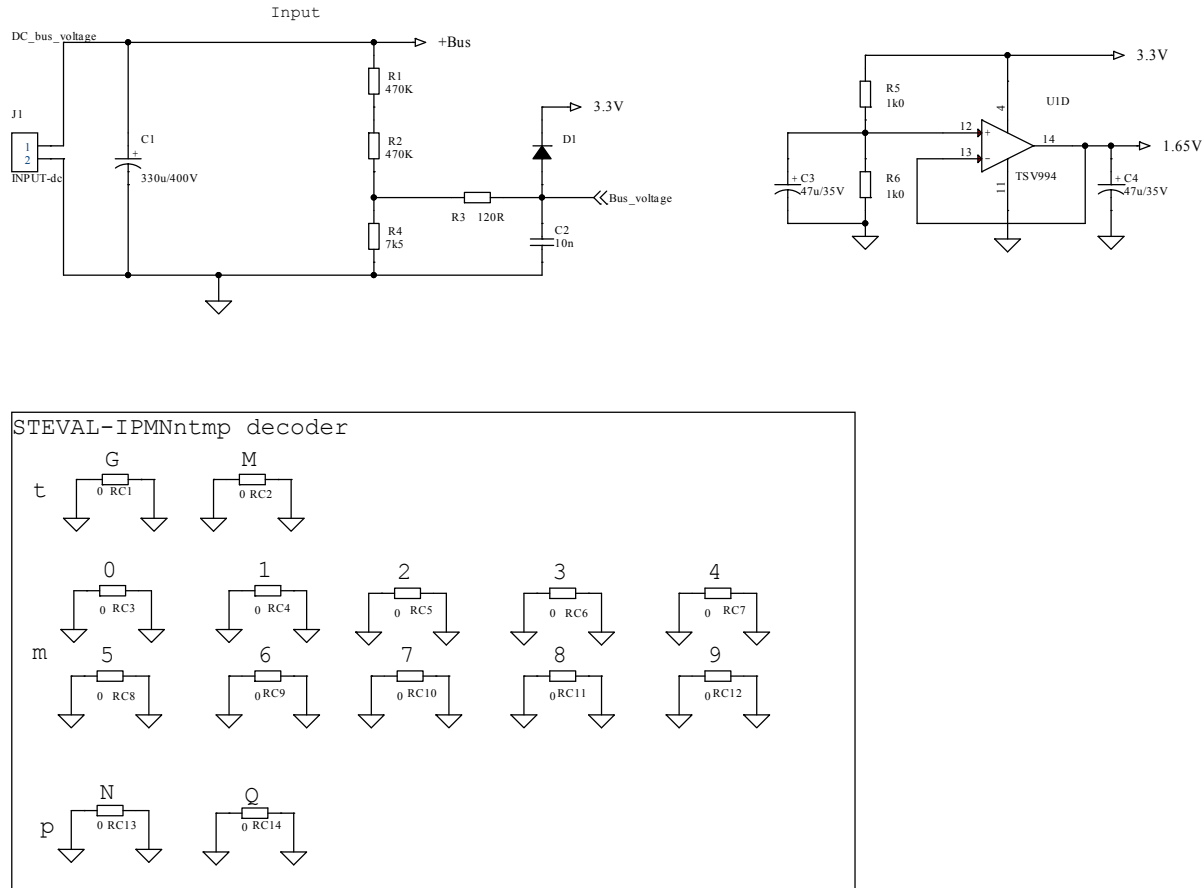 Input
DC_bus_voltage
+Bus
R1
470K
R2
470K
3.3V
D1
J1
1
2
INPUT-dc
C1
+
330u/400V
R3 120R
Bus_voltage
R4
7k5
C2
10n
3.3V
R5
1k0
4
U1D
12
+
14
1.65V
13
−
11
TSV994
C3
+
47u/35V
R6
1k0
C4
+
47u/35V
STEVAL-IPMNntmp decoder
t
G
0 RC1
M
0 RC2
m
0
0 RC3
1
0 RC4
2
0 RC5
3
0 RC6
4
0 RC7
5
0 RC8
6
0 RC9
7
0 RC10
8
0 RC11
9
0 RC12
p
N
0 RC13
Q
0 RC14